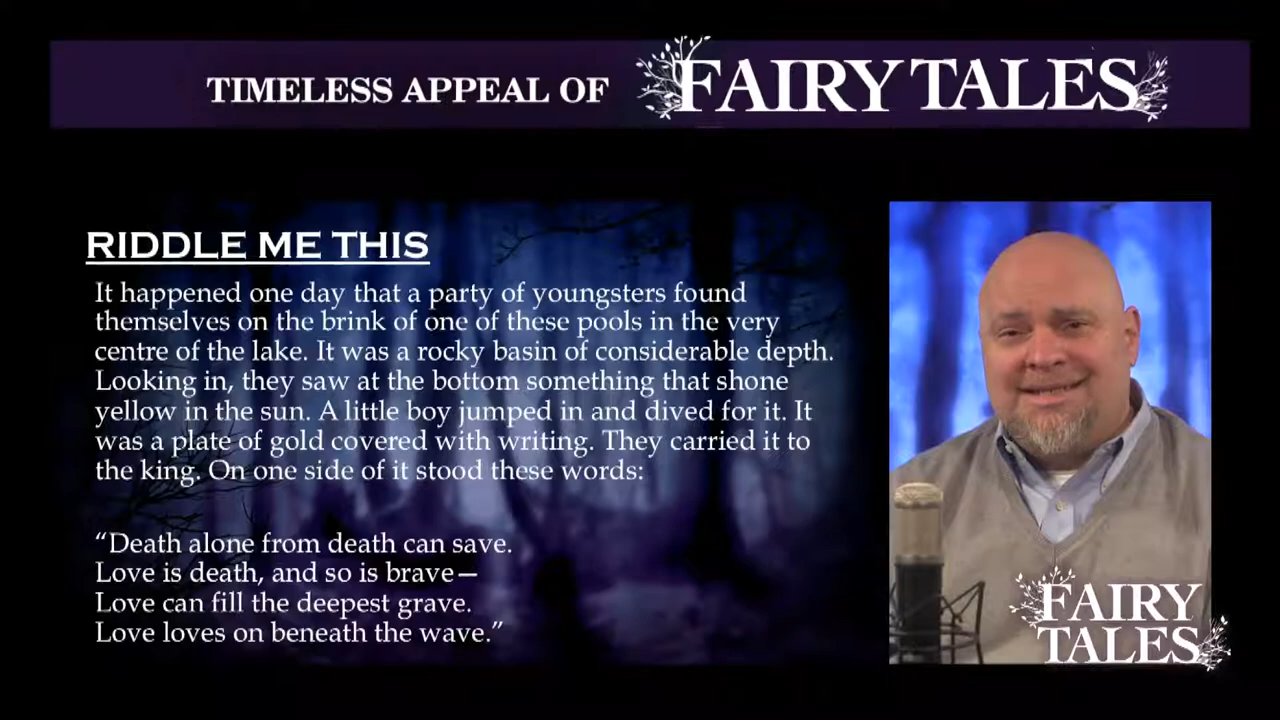 TIMELESS APPEAL OF FAIRY TALES
RIDDLE ME THIS
It happened one day that a party of youngsters found
themselves on the brink of one of these pools in the very
centre of the lake. It was a rocky basin of considerable depth.
Looking in, they saw at the bottom something that shone
yellow in the sun. A little boy jumped in and dived for it. It
was a plate of gold covered with writing. They carried it to
the king. On one side of it stood these words:
“Death alone from death can save.
Love is death, and so is brave—
Love can fill the deepest grave.
Love loves on beneath the wave.”
FAIRY
TALES